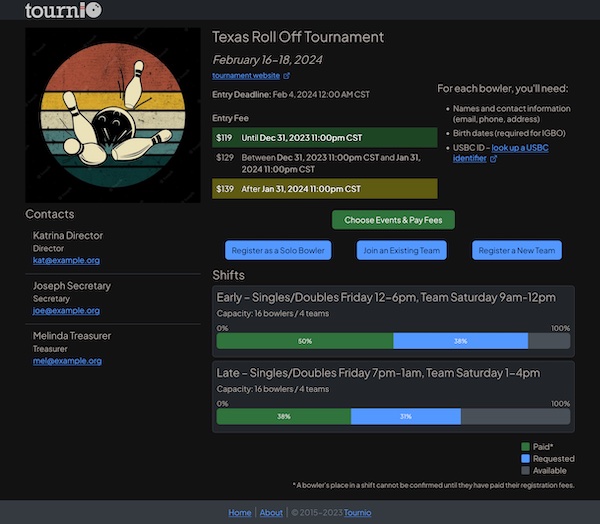 tournio
Texas Roll Off Tournament
February 16–18, 2024
tournament website
Entry Deadline: Feb 4, 2024 12:00 AM CST
Entry Fee
$119 Until Dec 31, 2023 11:00pm CST
$129 Between Dec 31, 2023 11:00pm CST and Jan 31,
2024 11:00pm CST
$139 After Jan 31, 2024 11:00pm CST
For each bowler, you'll need:
• Names and contact information
(email, phone, address)
• Birth dates (required for IGBO)
• USBC ID – look up a USBC
identifier
Choose Events & Pay Fees
Register as a Solo Bowler
Join an Existing Team
Register a New Team
Contacts
Katrina Director
Director
kat@example.org
Joseph Secretary
Secretary
joe@example.org
Melinda Treasurer
Treasurer
mel@example.org
Shifts
Early – Singles/Doubles Friday 12–6pm, Team Saturday 9am-12pm
Capacity: 16 bowlers / 4 teams
0% 100%
50% 38%
Late – Singles/Doubles Friday 7pm-1am, Team Saturday 1–4pm
Capacity: 16 bowlers / 4 teams
0% 100%
38% 31%
Paid*
Requested
Available
* A bowler's place in a shift cannot be confirmed until they have paid their registration fees.
Home About © 2015–2023 Tournio